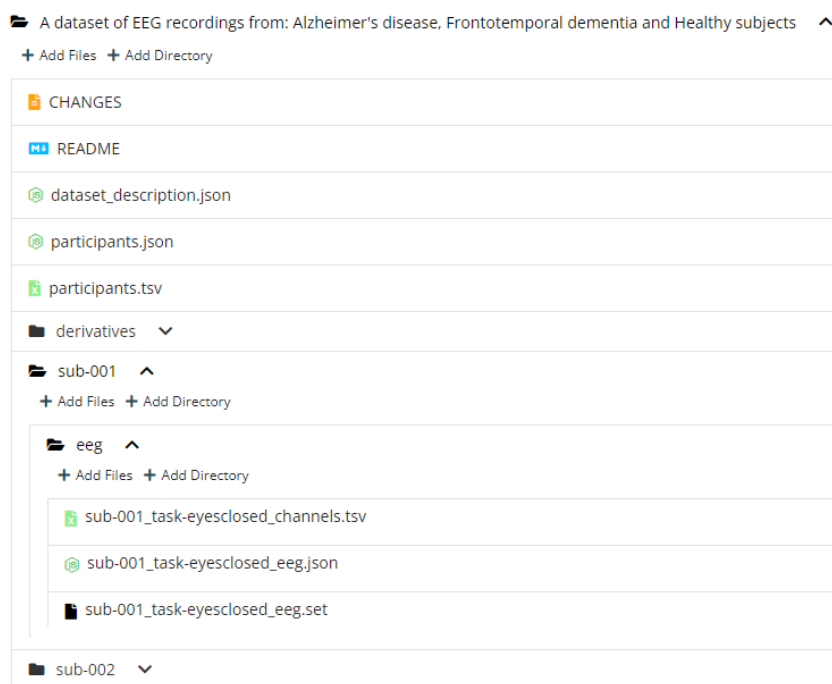 A dataset of EEG recordings from: Alzheimer's disease, Frontotemporal dementia and Healthy subjects
+ Add Files + Add Directory
CHANGES
README
dataset_description.json
participants.json
participants.tsv
derivatives
sub-001
+ Add Files + Add Directory
eeg
+ Add Files + Add Directory
sub-001_task-eyesclosed_channels.tsv
sub-001_task-eyesclosed_eeg.json
sub-001_task-eyesclosed_eeg.set
sub-002